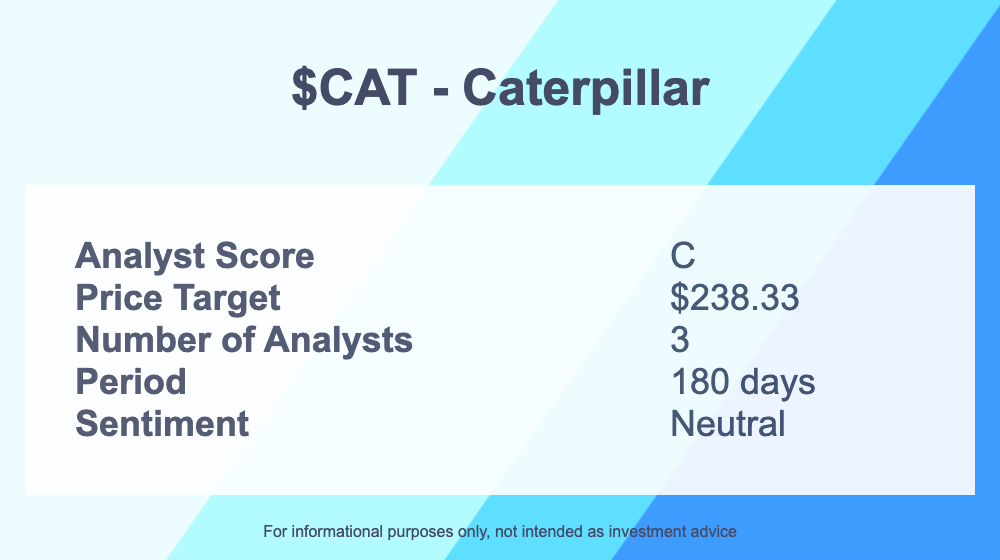 $CAT - Caterpillar
Analyst Score C
Price Target $238.33
Number of Analysts 3
Period 180 days
Sentiment Neutral
For informational purposes only, not intended as investment advice